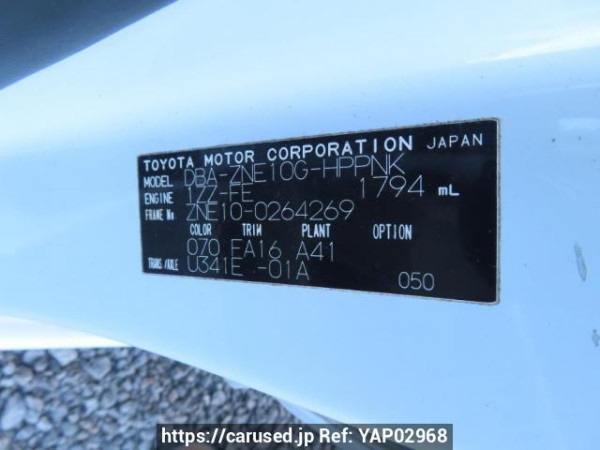 TOYOTA MOTOR CORPORATION JAPAN
MODEL DBA-ZNE10G-HPPNK
ENGINE 1ZZ-FE 1794 mL
FRAME No ZNE10-0264269
COLOR TRIM PLANT OPTION
070 FA16 A41
TRANS/AXLE U341E -01A
050
https://carused.jp Ref: YAP02968